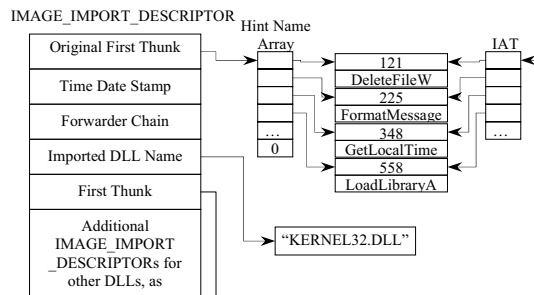 IMAGE_IMPORT_DESCRIPTOR
Original First Thunk
Time Date Stamp
Forwarder Chain
Imported DLL Name
First Thunk
Additional
IMAGE_IMPORT
_DESCRIPTORs for
other DLLs, as
Hint Name
Array
...
0
121
DeleteFileW
225
FormatMessage
348
GetLocalTime
558
LoadLibraryA
IAT
...
“KERNEL32.DLL”